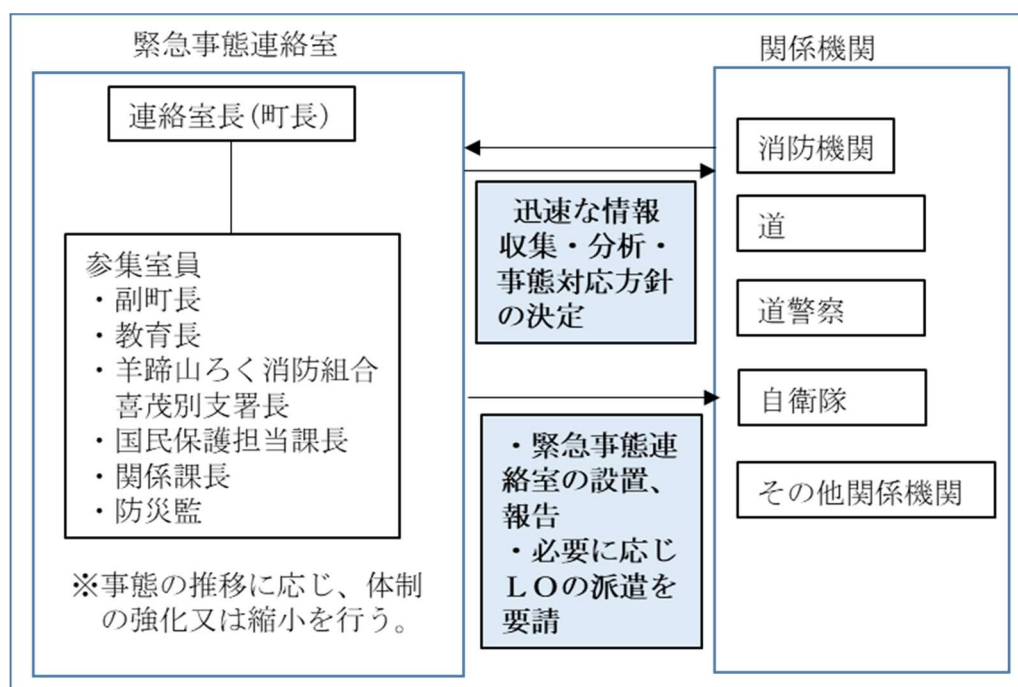 緊急事態連絡室
連絡室長(町長)
参集室員
・副町長
・教育長
・羊蹄山ろく消防組合
喜茂別支署長
・国民保護担当課長
・関係課長
・防災監
※事態の推移に応じ、体制
の強化又は縮小を行う。
迅速な情報
収集・分析・
事態対応方針
の決定
・緊急事態連
絡室の設置、
報告
・必要に応じ
LOの派遣を
要請
関係機関
消防機関
道
道警察
自衛隊
その他関係機関